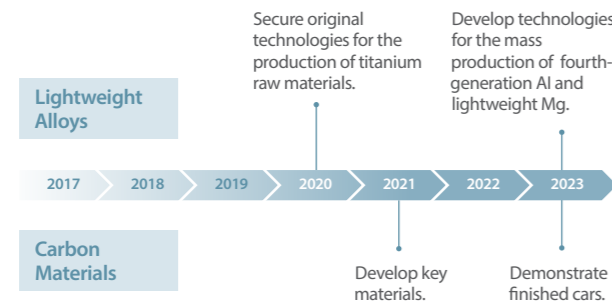 Secure original
technologies for the
production of titanium
raw materials.
Develop technologies
for the mass
production of fourth-
generation AI and
lightweight Mg.
Lightweight
Alloys
2017 2018 2019 2020 2021 2022 2023
Carbon
Materials
Develop key
materials.
Demonstrate
finished cars.